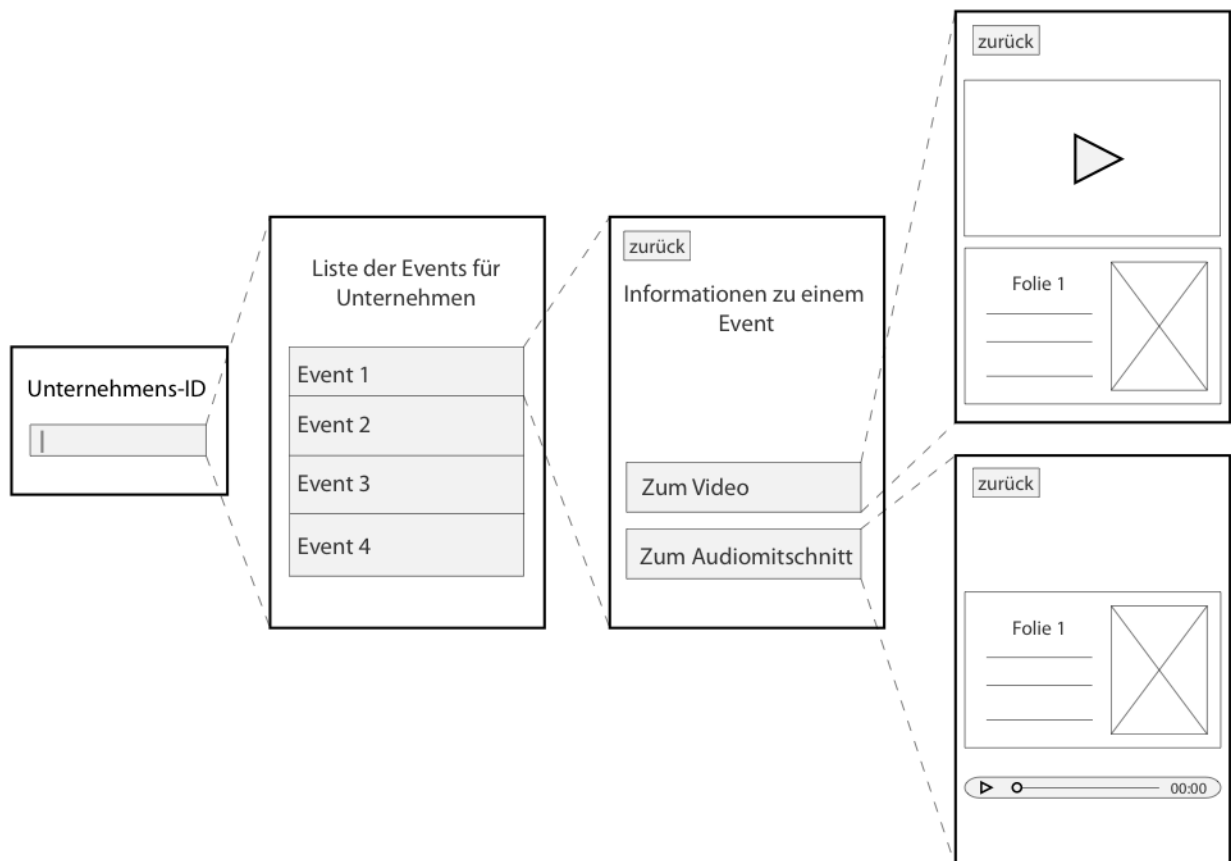 Unternehmens-ID
Liste der Events für
Unternehmen
Event 1
Event 2
Event 3
Event 4
zurück
Informationen zu einem
Event
Zum Video
Zum Audiomitschnitt
zurück
Folie 1
zurück
Folie 1
00:00